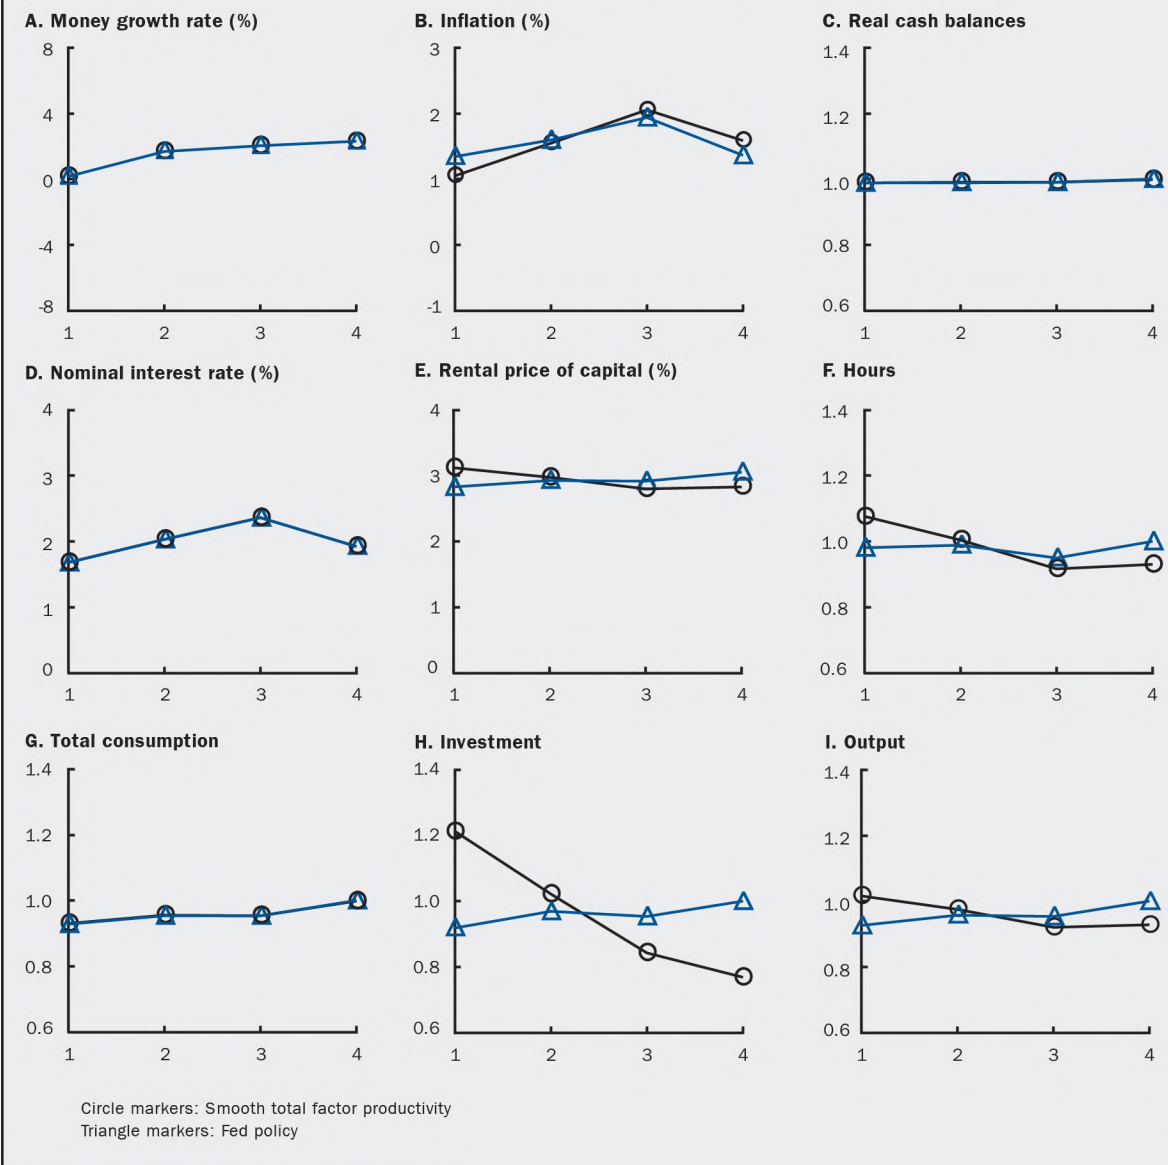 A. Money growth rate (%)
8
4
0
-4
-8
1 2 3 4
B. Inflation (%)
3
2
1
0
-1
1 2 3 4
C. Real cash balances
1.4
1.2
1.0
0.8
0.6
1 2 3 4
D. Nominal interest rate (%)
4
3
2
1
0
1 2 3 4
E. Rental price of capital (%)
4
3
2
1
0
1 2 3 4
F. Hours
1.4
1.2
1.0
0.8
0.6
1 2 3 4
G. Total consumption
1.4
1.2
1.0
0.8
0.6
1 2 3 4
H. Investment
1.4
1.2
1.0
0.8
0.6
1 2 3 4
I. Output
1.4
1.2
1.0
0.8
0.6
1 2 3 4
Circle markers: Smooth total factor productivity
Triangle markers: Fed policy